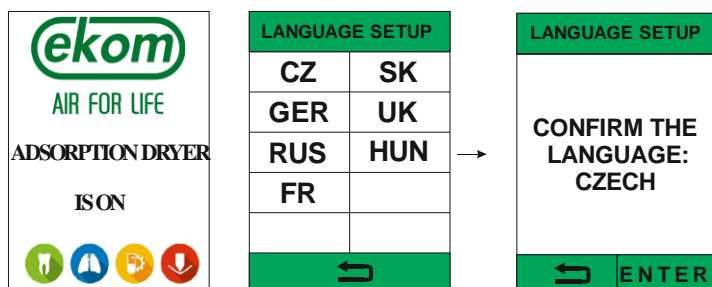 ekom
AIR FOR LIFE
ADSORPTION DRYER
IS ON
LANGUAGE SETUP
CZ SK
GER UK
RUS HUN
FR
LANGUAGE SETUP
CONFIRM THE
LANGUAGE:
CZECH
ENTER